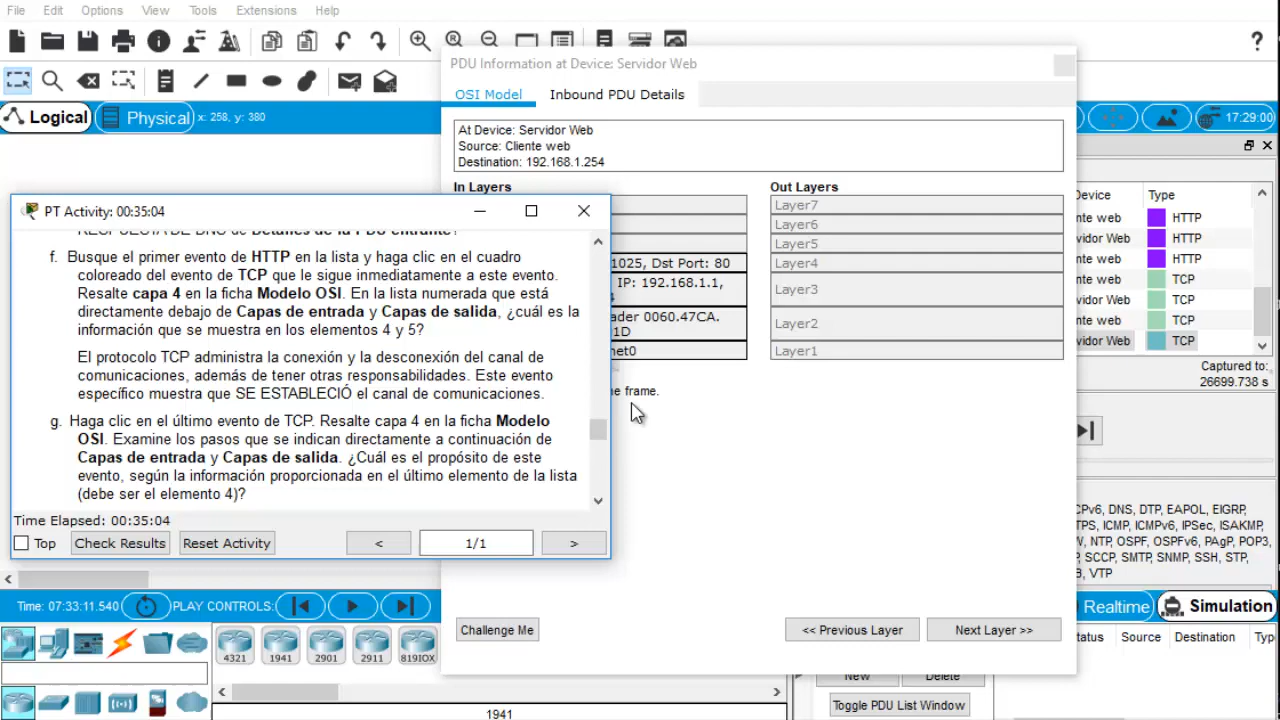 File Edit Options View Tools Extensions Help
?
Logical
Physical
x: 258, y: 380
17:29:00
PDU Information at Device: Servidor Web
OSI Model
Inbound PDU Details
At Device: Servidor Web
Source: Cliente web
Destination: 192.168.1.254
In Layers
Out Layers
Layer7
Layer6
Layer5
1025, Dst Port: 80
Layer4
IP: 192.168.1.1,
Layer3
ader 0060.47CA.
1D
Layer2
net0
Layer1
ne frame.
Challenge Me
<< Previous Layer
Next Layer >>
PT Activity: 00:35:04
RESPUESTA DE DNS de Detalles de la PDU entrante?
f. Busque el primer evento de HTTP en la lista y haga clic en el cuadro
coloreado del evento de TCP que le sigue inmediatamente a este evento.
Resalte capa 4 en la ficha Modelo OSI. En la lista numerada que está
directamente debajo de Capas de entrada y Capas de salida, ¿cuál es la
información que se muestra en los elementos 4 y 5?
El protocolo TCP administra la conexión y la desconexión del canal de
comunicaciones, además de tener otras responsabilidades. Este evento
específico muestra que SE ESTABLECIÓ el canal de comunicaciones.
g. Haga clic en el último evento de TCP. Resalte capa 4 en la ficha Modelo
OSI. Examine los pasos que se indican directamente a continuación de
Capas de entrada y Capas de salida. ¿Cuál es el propósito de este
evento, según la información proporcionada en el último elemento de la lista
(debe ser el elemento 4)?
Time Elapsed: 00:35:04
Top
Check Results
Reset Activity
<
1/1
>
Device Type
nte web HTTP
vidor Web HTTP
nte web HTTP
nte web TCP
vidor Web TCP
nte web TCP
vidor Web TCP
Captured to:
26699.738 s
CPv6, DNS, DTP, EAPOL, EIGRP,
TPS, ICMP, ICMPv6, IPSec, ISAKMP,
NTP, OSPF, OSPFv6, PAgP, POP3,
SCCP, SMTP, SNMP, SSH, STP,
B, VTP
Time: 07:33:11.540
PLAY CONTROLS:
Realtime
Simulation
4321 1941 2901 2911 819IOX
1941
tatus Source Destination Typ
New
Delete
Toggle PDU List Window